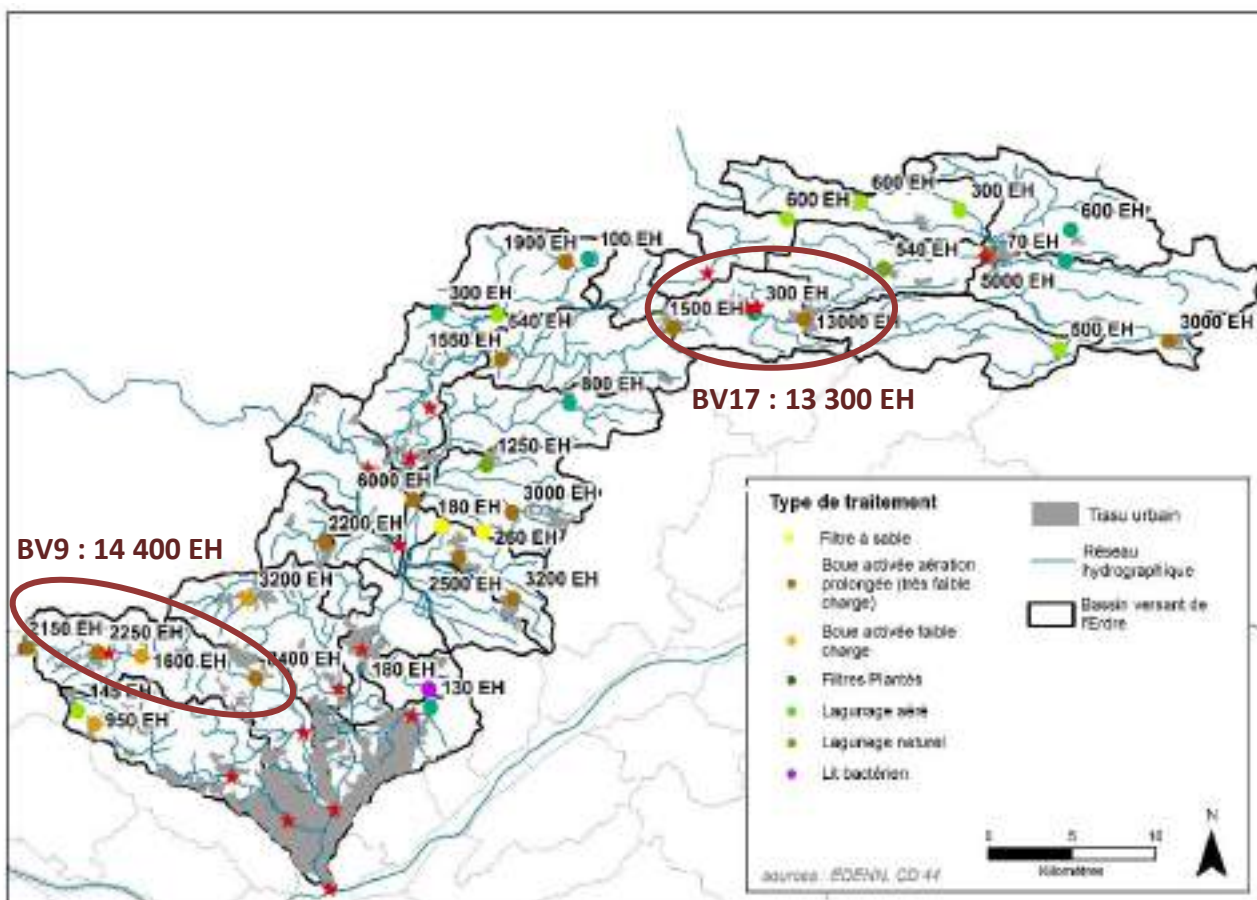 600 EH
600 EH
300 EH
600 EH
1900 EH
100 EH
540 EH
70 EH
5000 EH
300 EH
540 EH
1500 EH
300 EH
13000 EH
3000 EH
1550 EH
800 EH
BV17 : 13 300 EH
1250 EH
6000 EH
180 EH
3000 EH
2200 EH
260 EH
BV9 : 14 400 EH
2500 EH
3200 EH
3200 EH
2150 EH
2250 EH
1600 EH
180 EH
130 EH
145 EH
950 EH
Type de traitement
Filtre à sable
Boue activée aération
prolongée (très faible
charge)
Boue activée faible
charge
Filtres Plantés
Lagunage aéré
Lagunage naturel
Lit bactérien
Tissu urbain
Réseau
hydrographique
Bassin versant de
l'Erdre
0 5 10
Kilomètres
N
sources : EDENN, CD 44